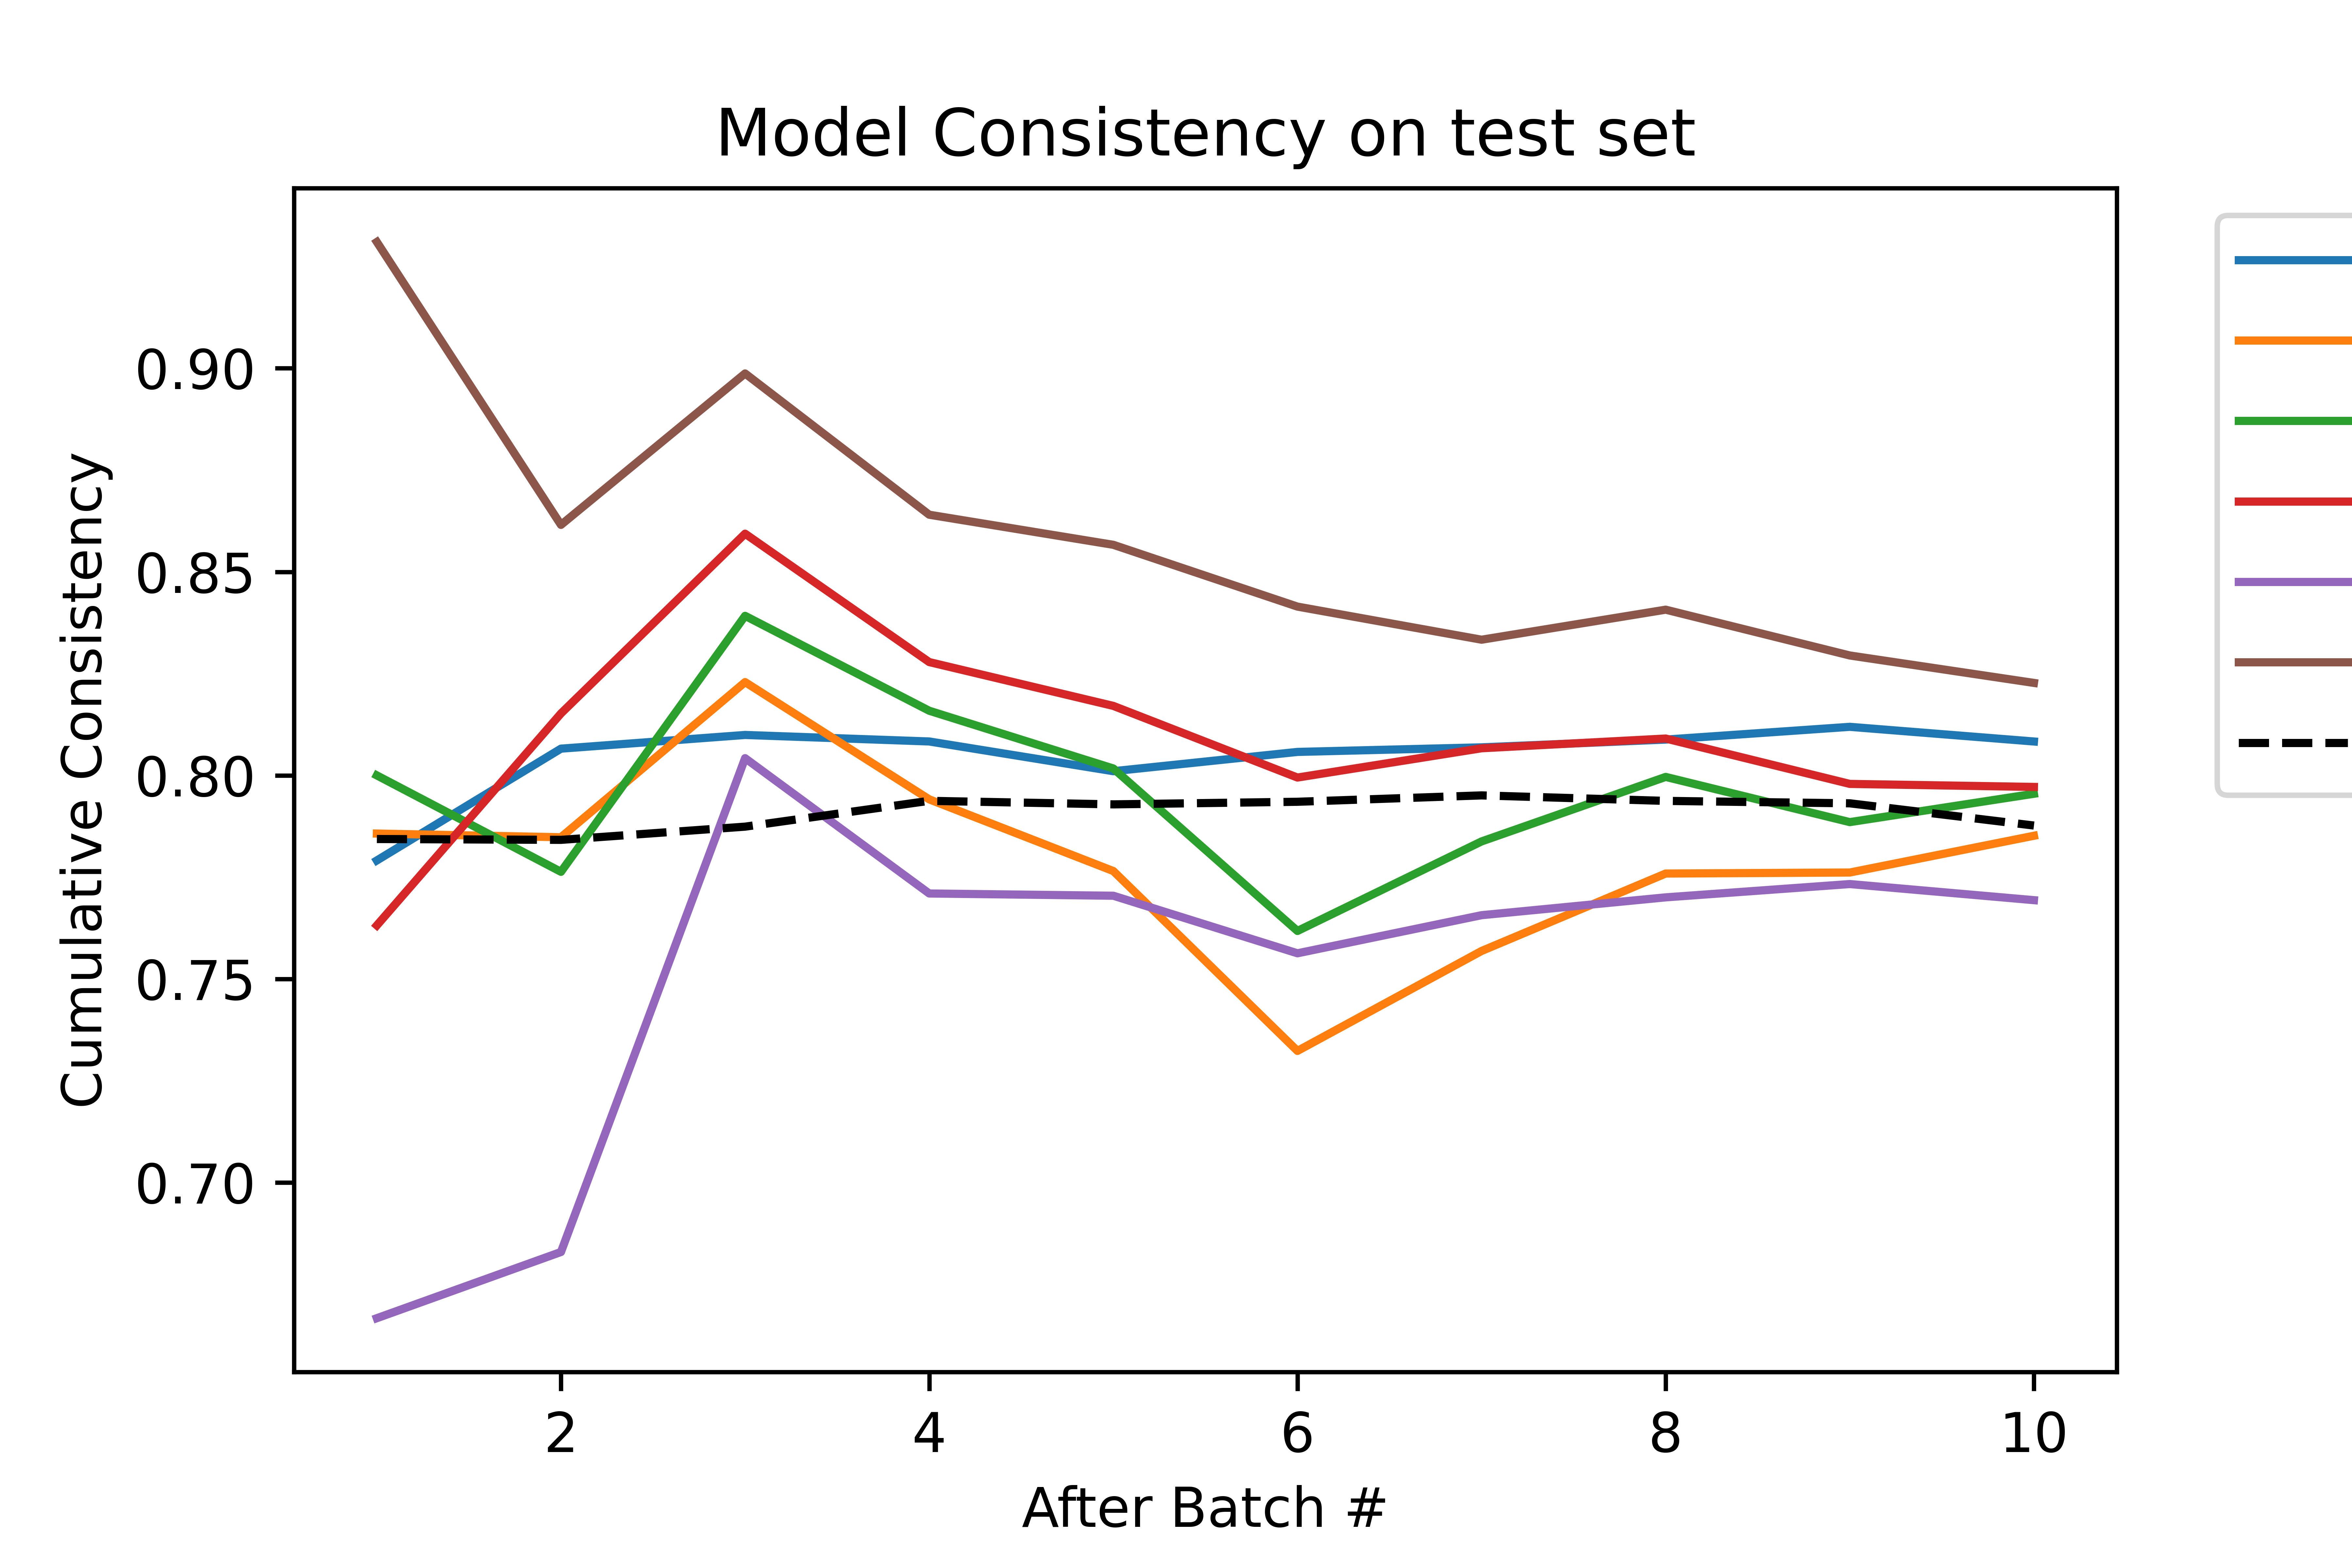 Model Consistency on test set
Cumulative Consistency
0.90
0.85
0.80
0.75
0.70
2 4 6 8 10
After Batch #